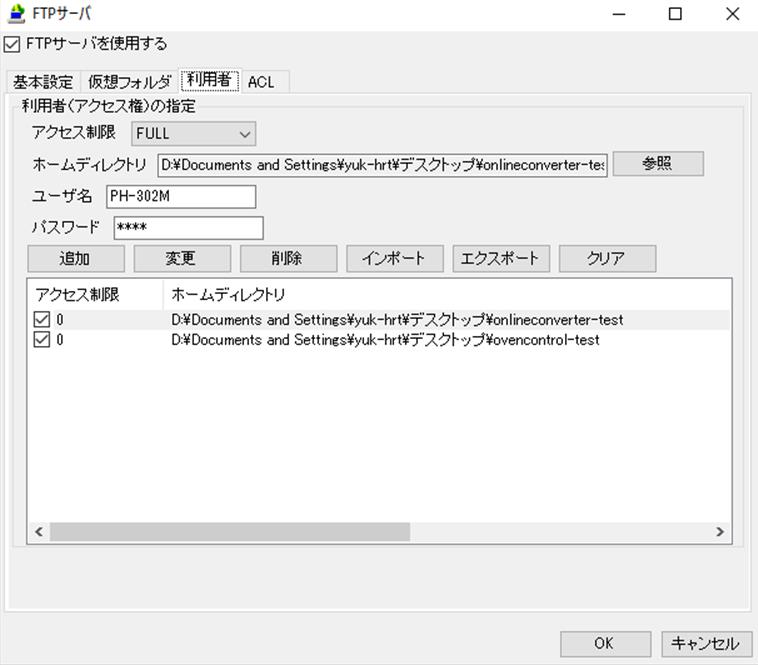 FTPサーバ
FTPサーバを使用する
基本設定 仮想フォルダ 利用者 ACL
利用者(アクセス権)の指定
アクセス制限 FULL
ホームディレクトリ D:¥Documents and Settings¥yuk-hrt¥デスクトップ¥onlineconverter-tes 参照
ユーザ名 PH-302M
パスワード ****
追加 変更 削除 インポート エクスポート クリア
アクセス制限 ホームディレクトリ
0 D:¥Documents and Settings¥yuk-hrt¥デスクトップ¥onlineconverter-test
0 D:¥Documents and Settings¥yuk-hrt¥デスクトップ¥ovencontrol-test
OK キャンセル